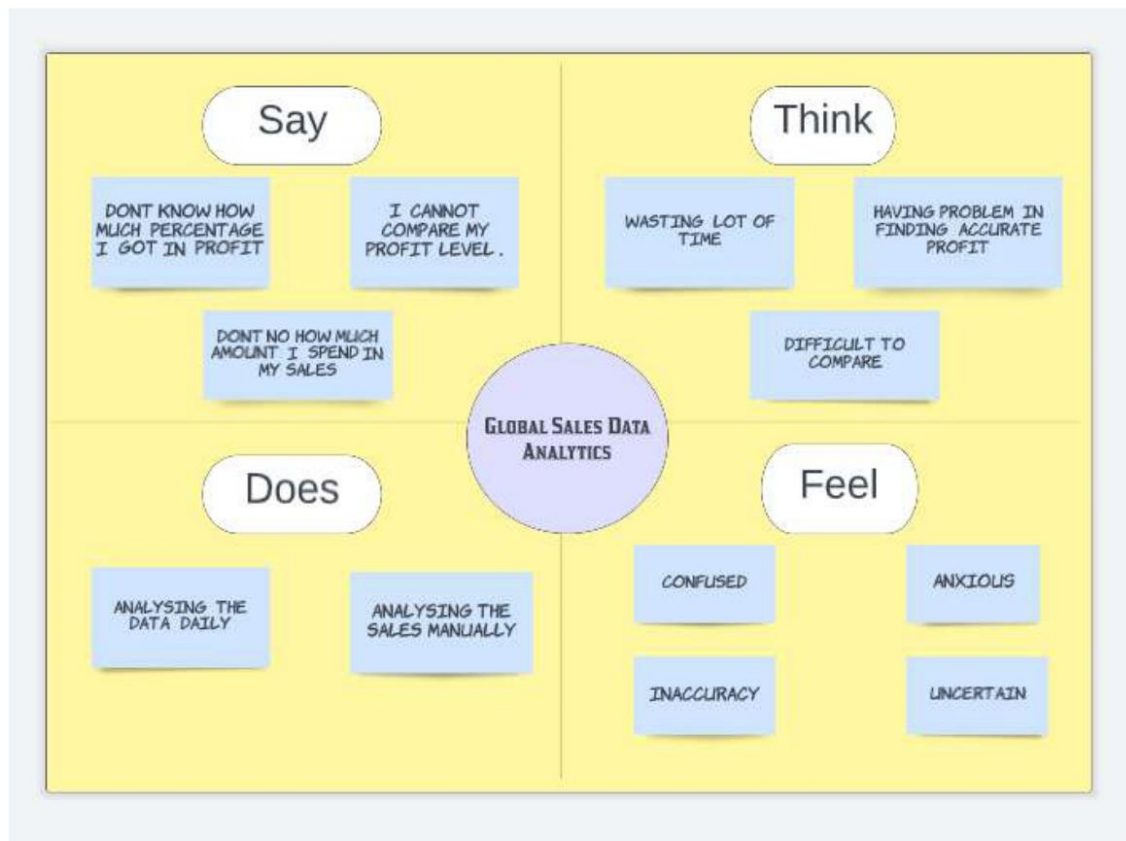 Say
DONT KNOW HOW
MUCH PERCENTAGE
I GOT IN PROFIT
I CANNOT
COMPARE MY
PROFIT LEVEL .
DONT NO HOW MUCH
AMOUNT I SPEND IN
MY SALES
Think
WASTING LOT OF
TIME
HAVING PROBLEM IN
FINDING ACCURATE
PROFIT
DIFFICULT TO
COMPARE
GLOBAL SALES DATA
ANALYTICS
Does
ANALYSING THE
DATA DAILY
ANALYSING THE
SALES MANUALLY
Feel
CONFUSED
ANXIOUS
INACCURACY
UNCERTAIN